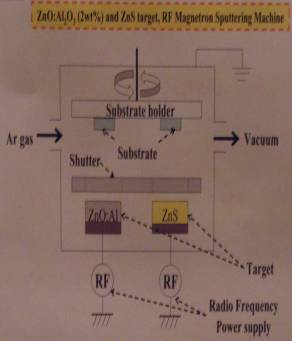 ZnO:Al₂O₃ (2wt%) and ZnS target, RF Magnetron Sputtering Machine
Substrate holder
Ar gas
Vacuum
Substrate
Shutter
ZnO:Al
ZnS
Target
RF
RF
Radio Frequency
Power supply